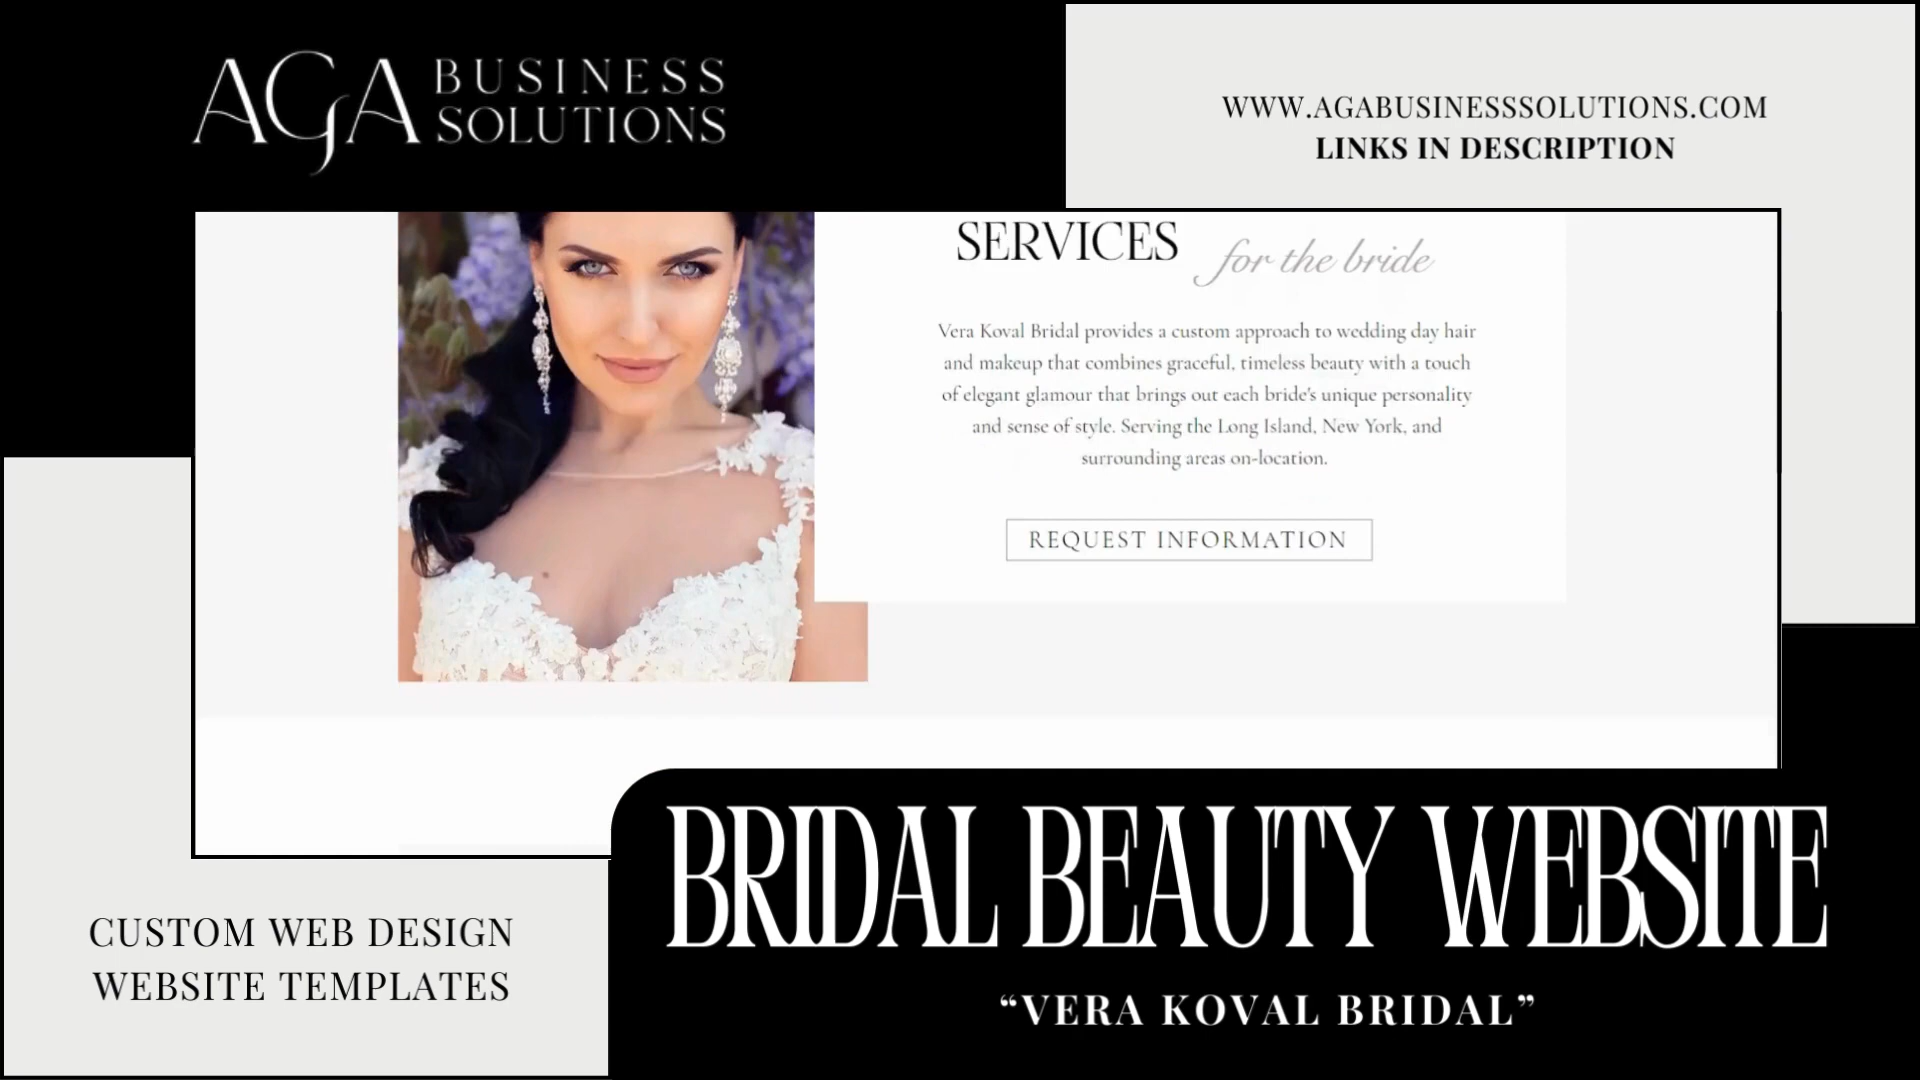 AGA BUSINESS
SOLUTIONS
WWW.AGABUSINESSSOLUTIONS.COM
LINKS IN DESCRIPTION
SERVICES for the bride
Vera Koval Bridal provides a custom approach to wedding day hair
and makeup that combines graceful, timeless beauty with a touch
of elegant glamour that brings out each bride's unique personality
and sense of style. Serving the Long Island, New York, and
surrounding areas on-location.
REQUEST INFORMATION
BRIDAL BEAUTY WEBSITE
“VERA KOVAL BRIDAL”
CUSTOM WEB DESIGN
WEBSITE TEMPLATES